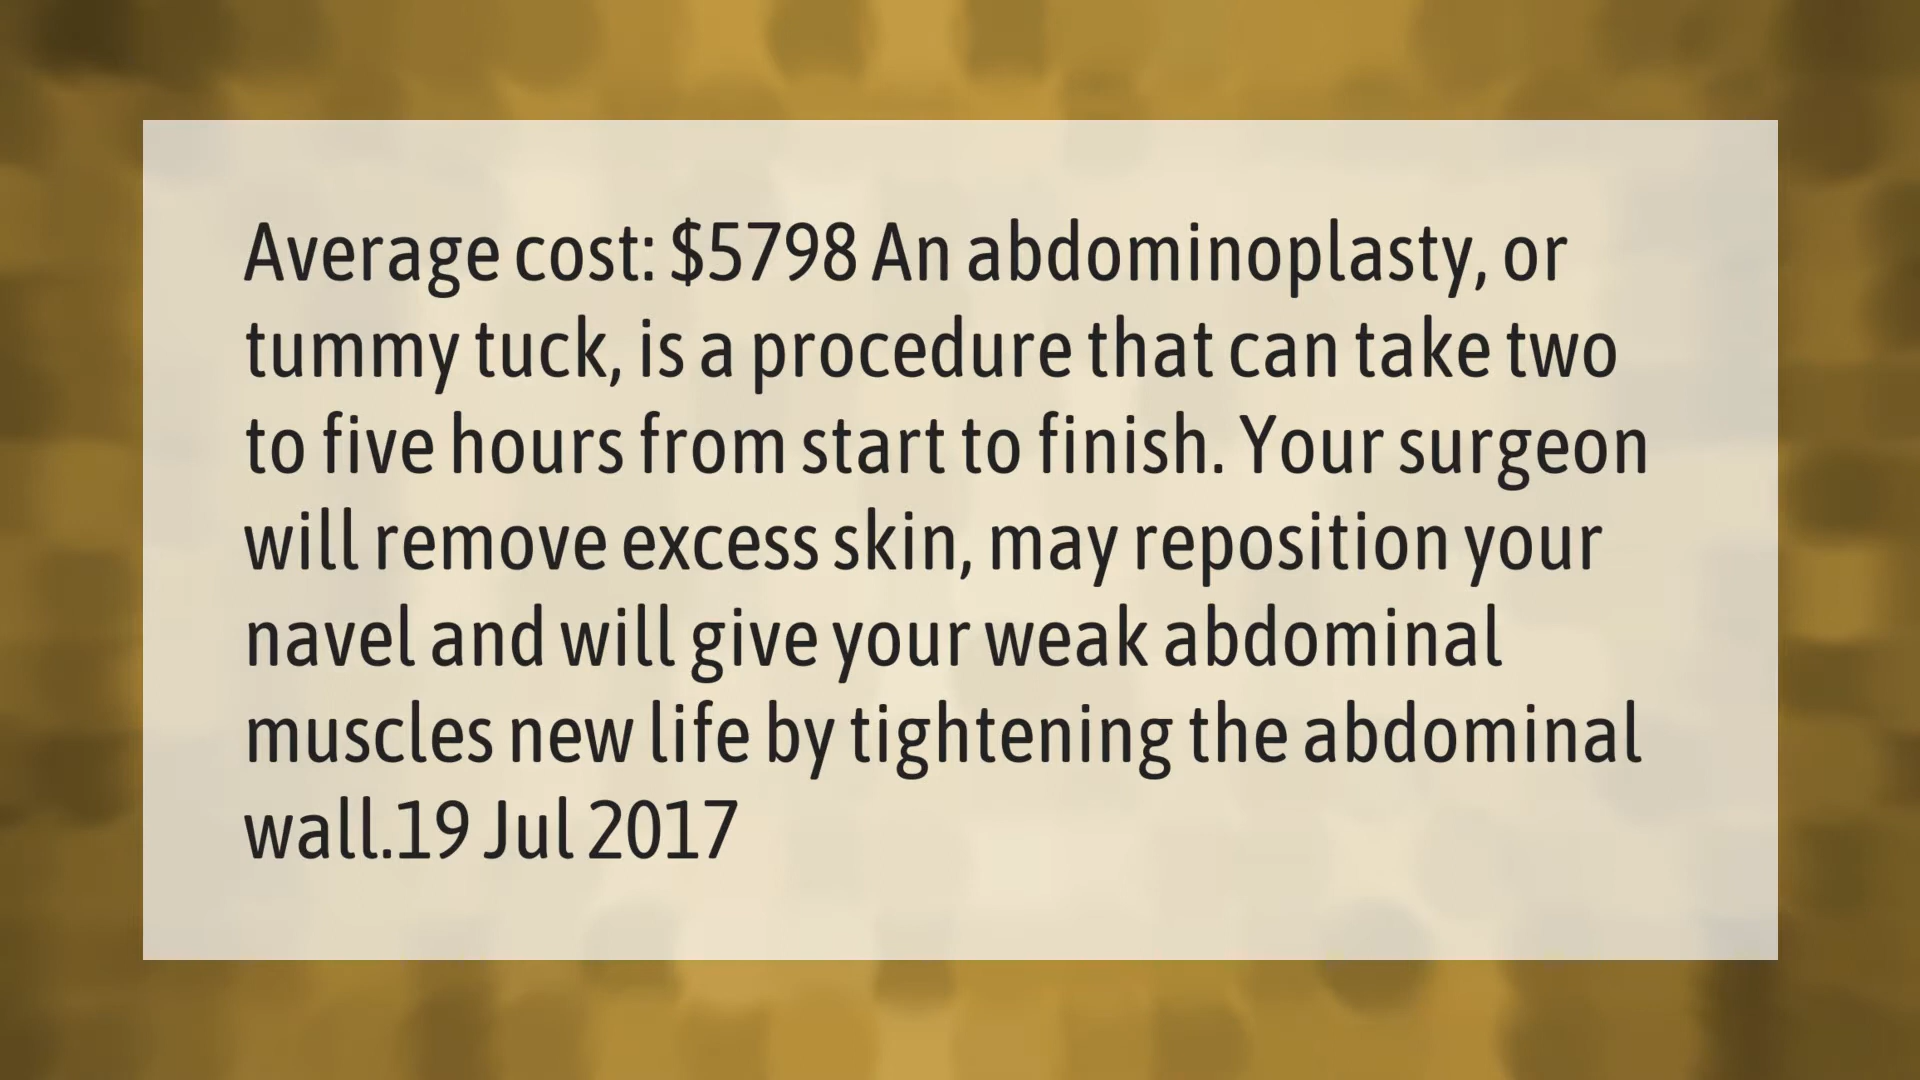 Average cost: $5798 An abdominoplasty, or
tummy tuck, is a procedure that can take two
to five hours from start to finish. Your surgeon
will remove excess skin, may reposition your
navel and will give your weak abdominal
muscles new life by tightening the abdominal
wall.19 Jul 2017